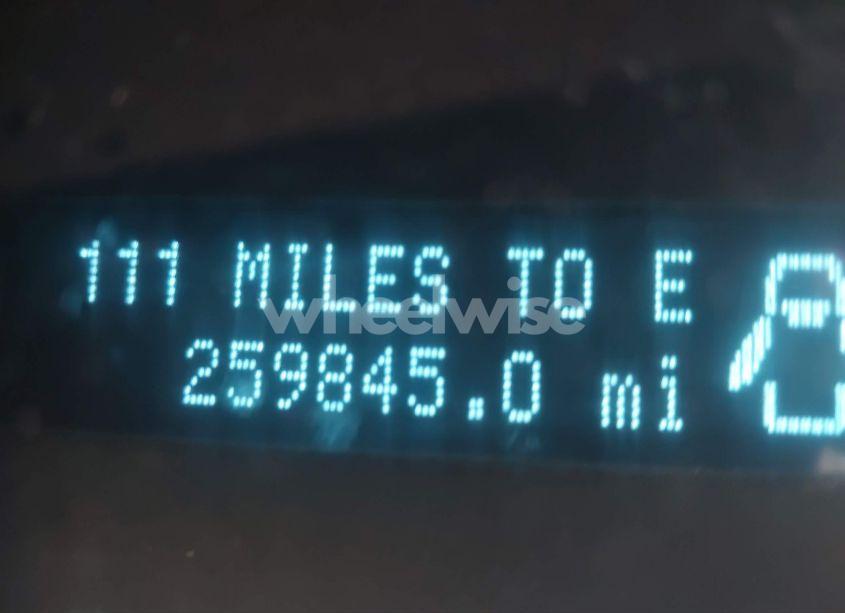 111 MILES TO E
wheelwise
259845.0 mi